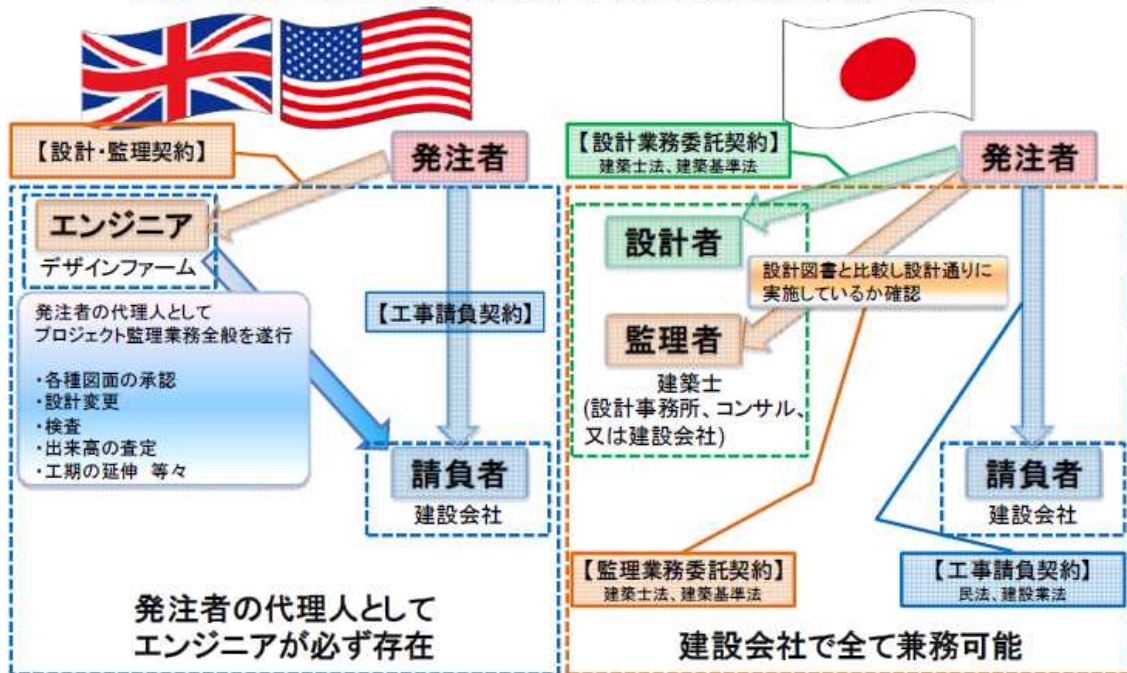 【設計・監理契約】
発注者
エンジニア
デザインファーム
発注者の代理人として
プロジェクト監理業務全般を遂行
・各種図面の承認
・設計変更
・検査
・出来高の査定
・工期の延伸 等々
【工事請負契約】
請負者
建設会社
発注者の代理人として
エンジニアが必ず存在
【設計業務委託契約】
建築士法、建築基準法
発注者
設計者
設計図書と比較し設計通りに
実施しているか確認
監理者
建築士
(設計事務所、コンサル、
又は建設会社)
請負者
建設会社
【監理業務委託契約】
建築士法、建築基準法
【工事請負契約】
民法、建設業法
建設会社で全て兼務可能